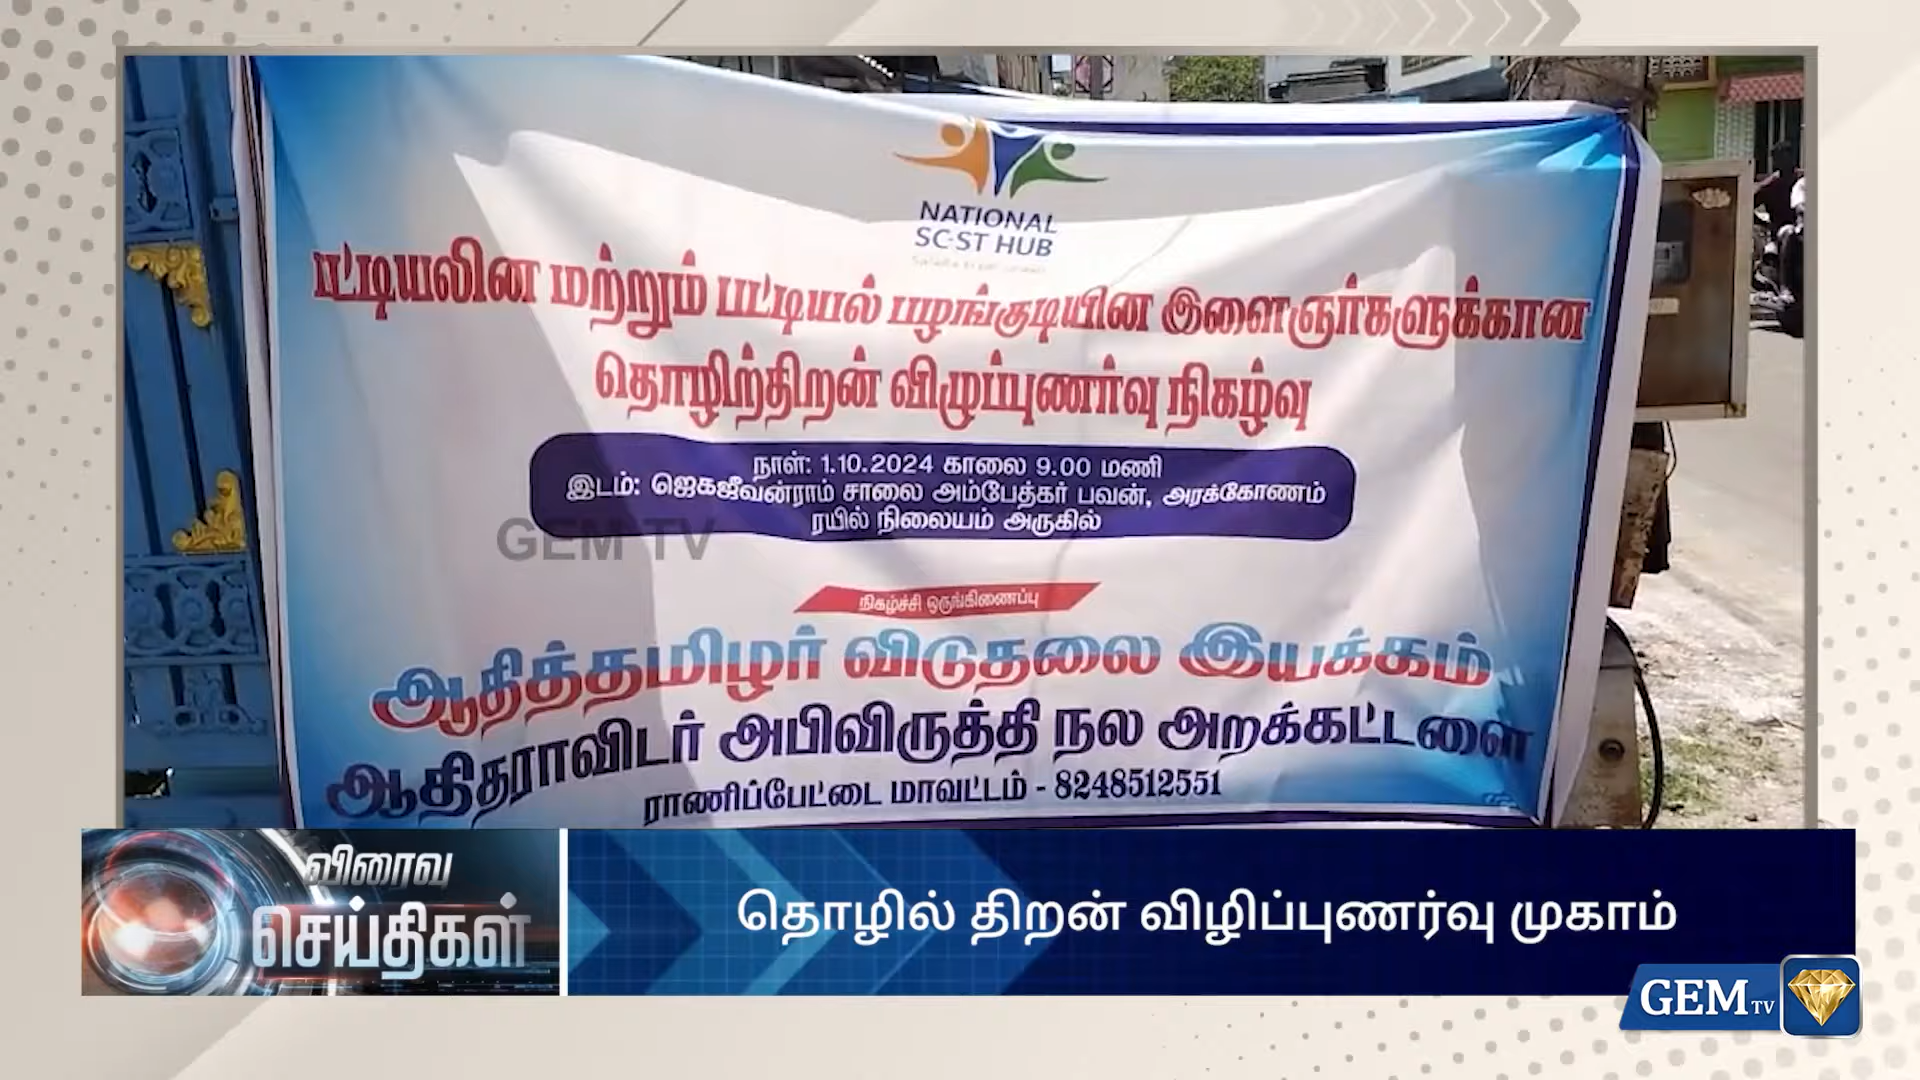 NATIONAL
SC-ST HUB
பட்டியலின மற்றும் பட்டியல் பழங்குடியின இளைஞர்களுக்கான
தொழிற்திறன் விழுப்புணர்வு நிகழ்வு
நாள்: 1.10.2024 காலை 9.00 மணி
இடம்: ஜெகஜீவன்ராம் சாலை அம்பேத்கர் பவன், அரக்கோணம்
ரயில் நிலையம் அருகில்
GEM TV
நிகழ்ச்சி ஒருங்கிணைப்பு
ஆதித்தமிழர் விடுதலை இயக்கம்
ஆதிதராவிடர் அபிவிருத்தி நல அறக்கட்டளை
ராணிப்பேட்டை மாவட்டம் - 8248512551
விரைவு
செய்திகள்
தொழில் திறன் விழிப்புணர்வு முகாம்
GEM TV